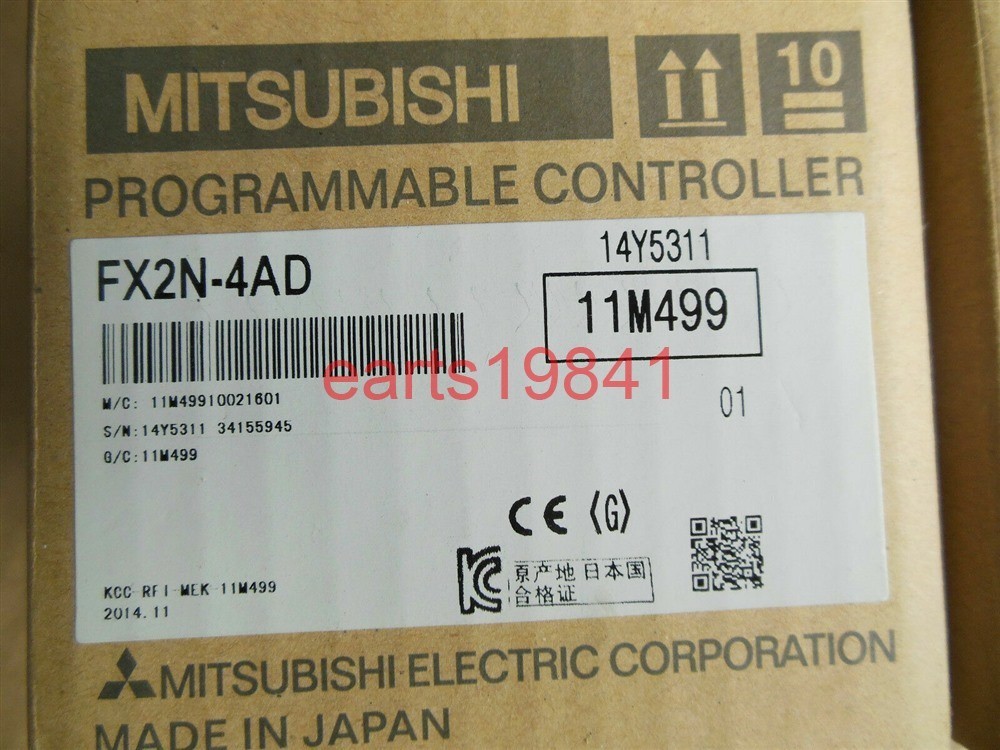 MITSUBISHI
10
PROGRAMMABLE CONTROLLER
FX2N-4AD
14Y5311
11M499
earts19841
M/C: 11M49910021601
S/N:14Y5311 34155945
G/C:11M499
01
CE 〈G〉
原产地 日本国
合格证
KCC-RFI-MEK-11M499
2014.11
MITSUBISHI ELECTRIC CORPORATION
MADE IN JAPAN